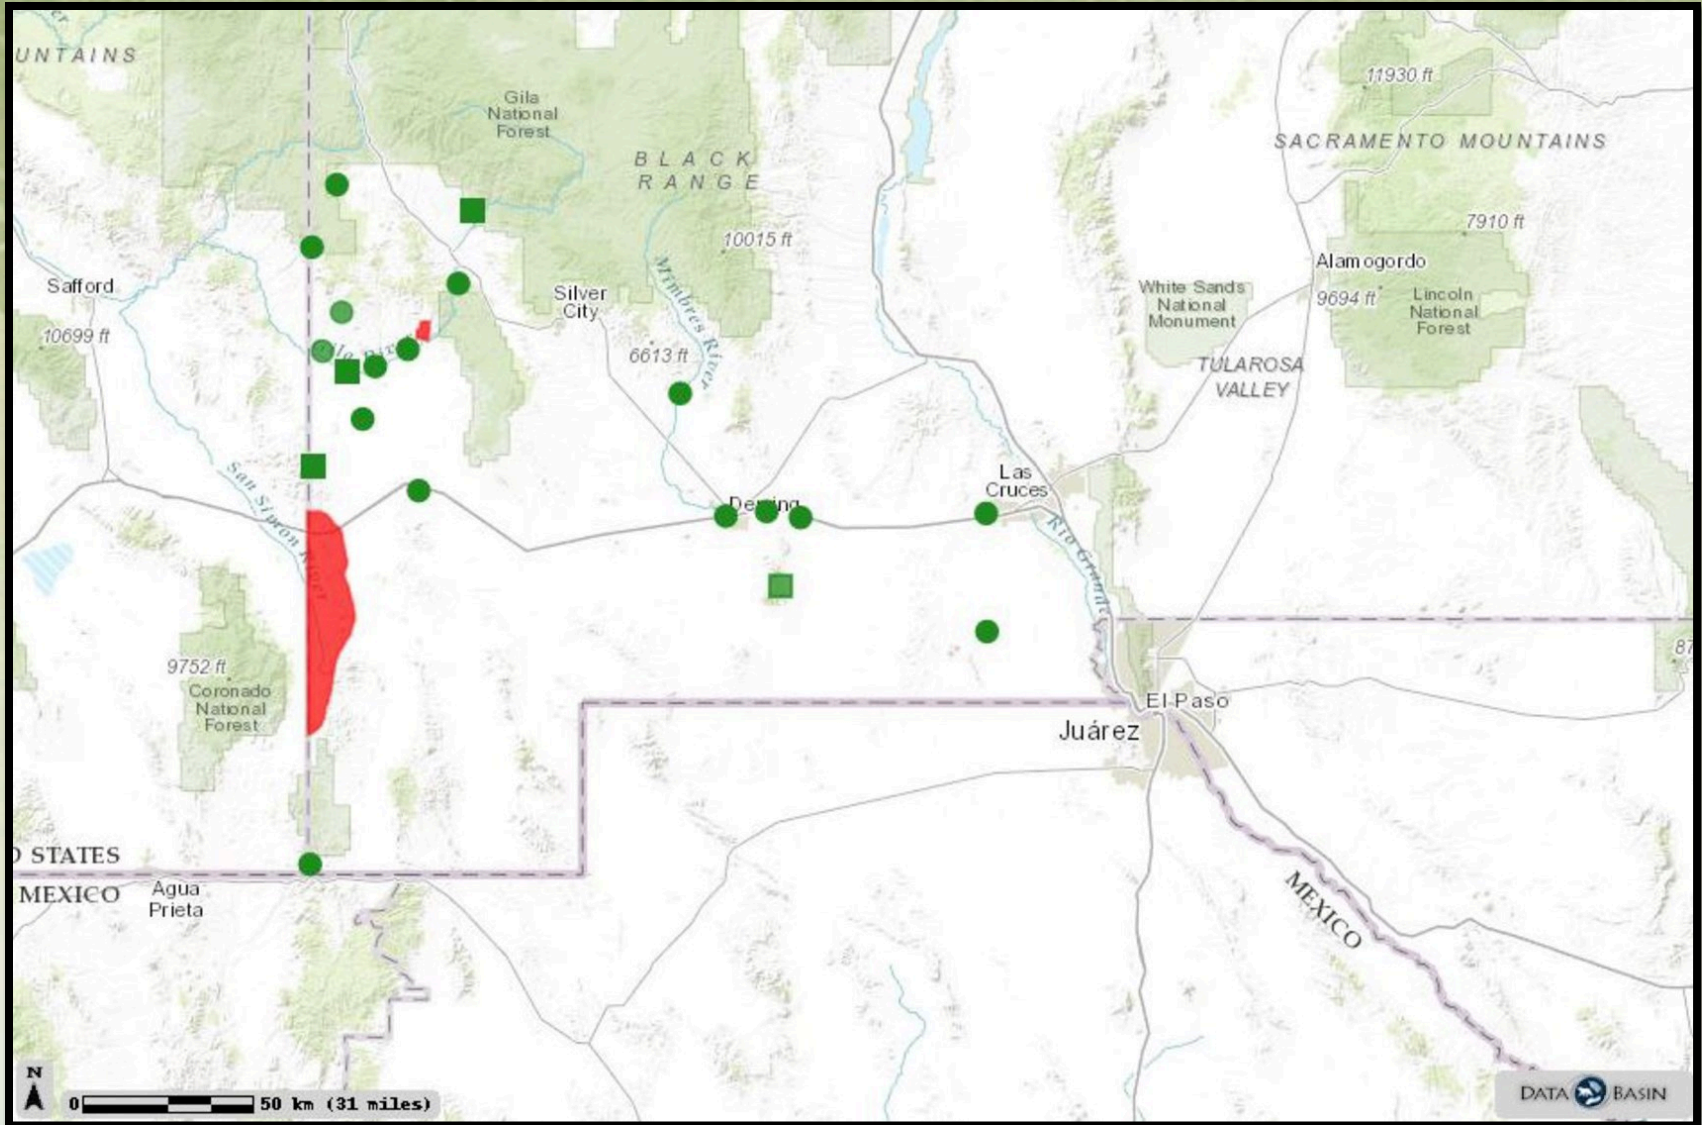 UNTAINS
Gila
National
Forest
BLACK
RANGE
11930 ft
SACRAMENTO MOUNTAINS
7910 ft
10015 ft
Mimbres River
Safford
Silver
City
White Sands
National
Monument
Alamogordo
9694 ft
Lincoln
National
Forest
10699 ft
6613 ft
TULAROSA
VALLEY
San Simon River
Las
Cruces
Deming
Rio Grande
9752 ft
Coronado
National
Forest
87
El Paso
Juárez
D STATES
MEXICO
Agua
Prieta
MEXICO
N
0 50 km (31 miles)
DATA BASIN